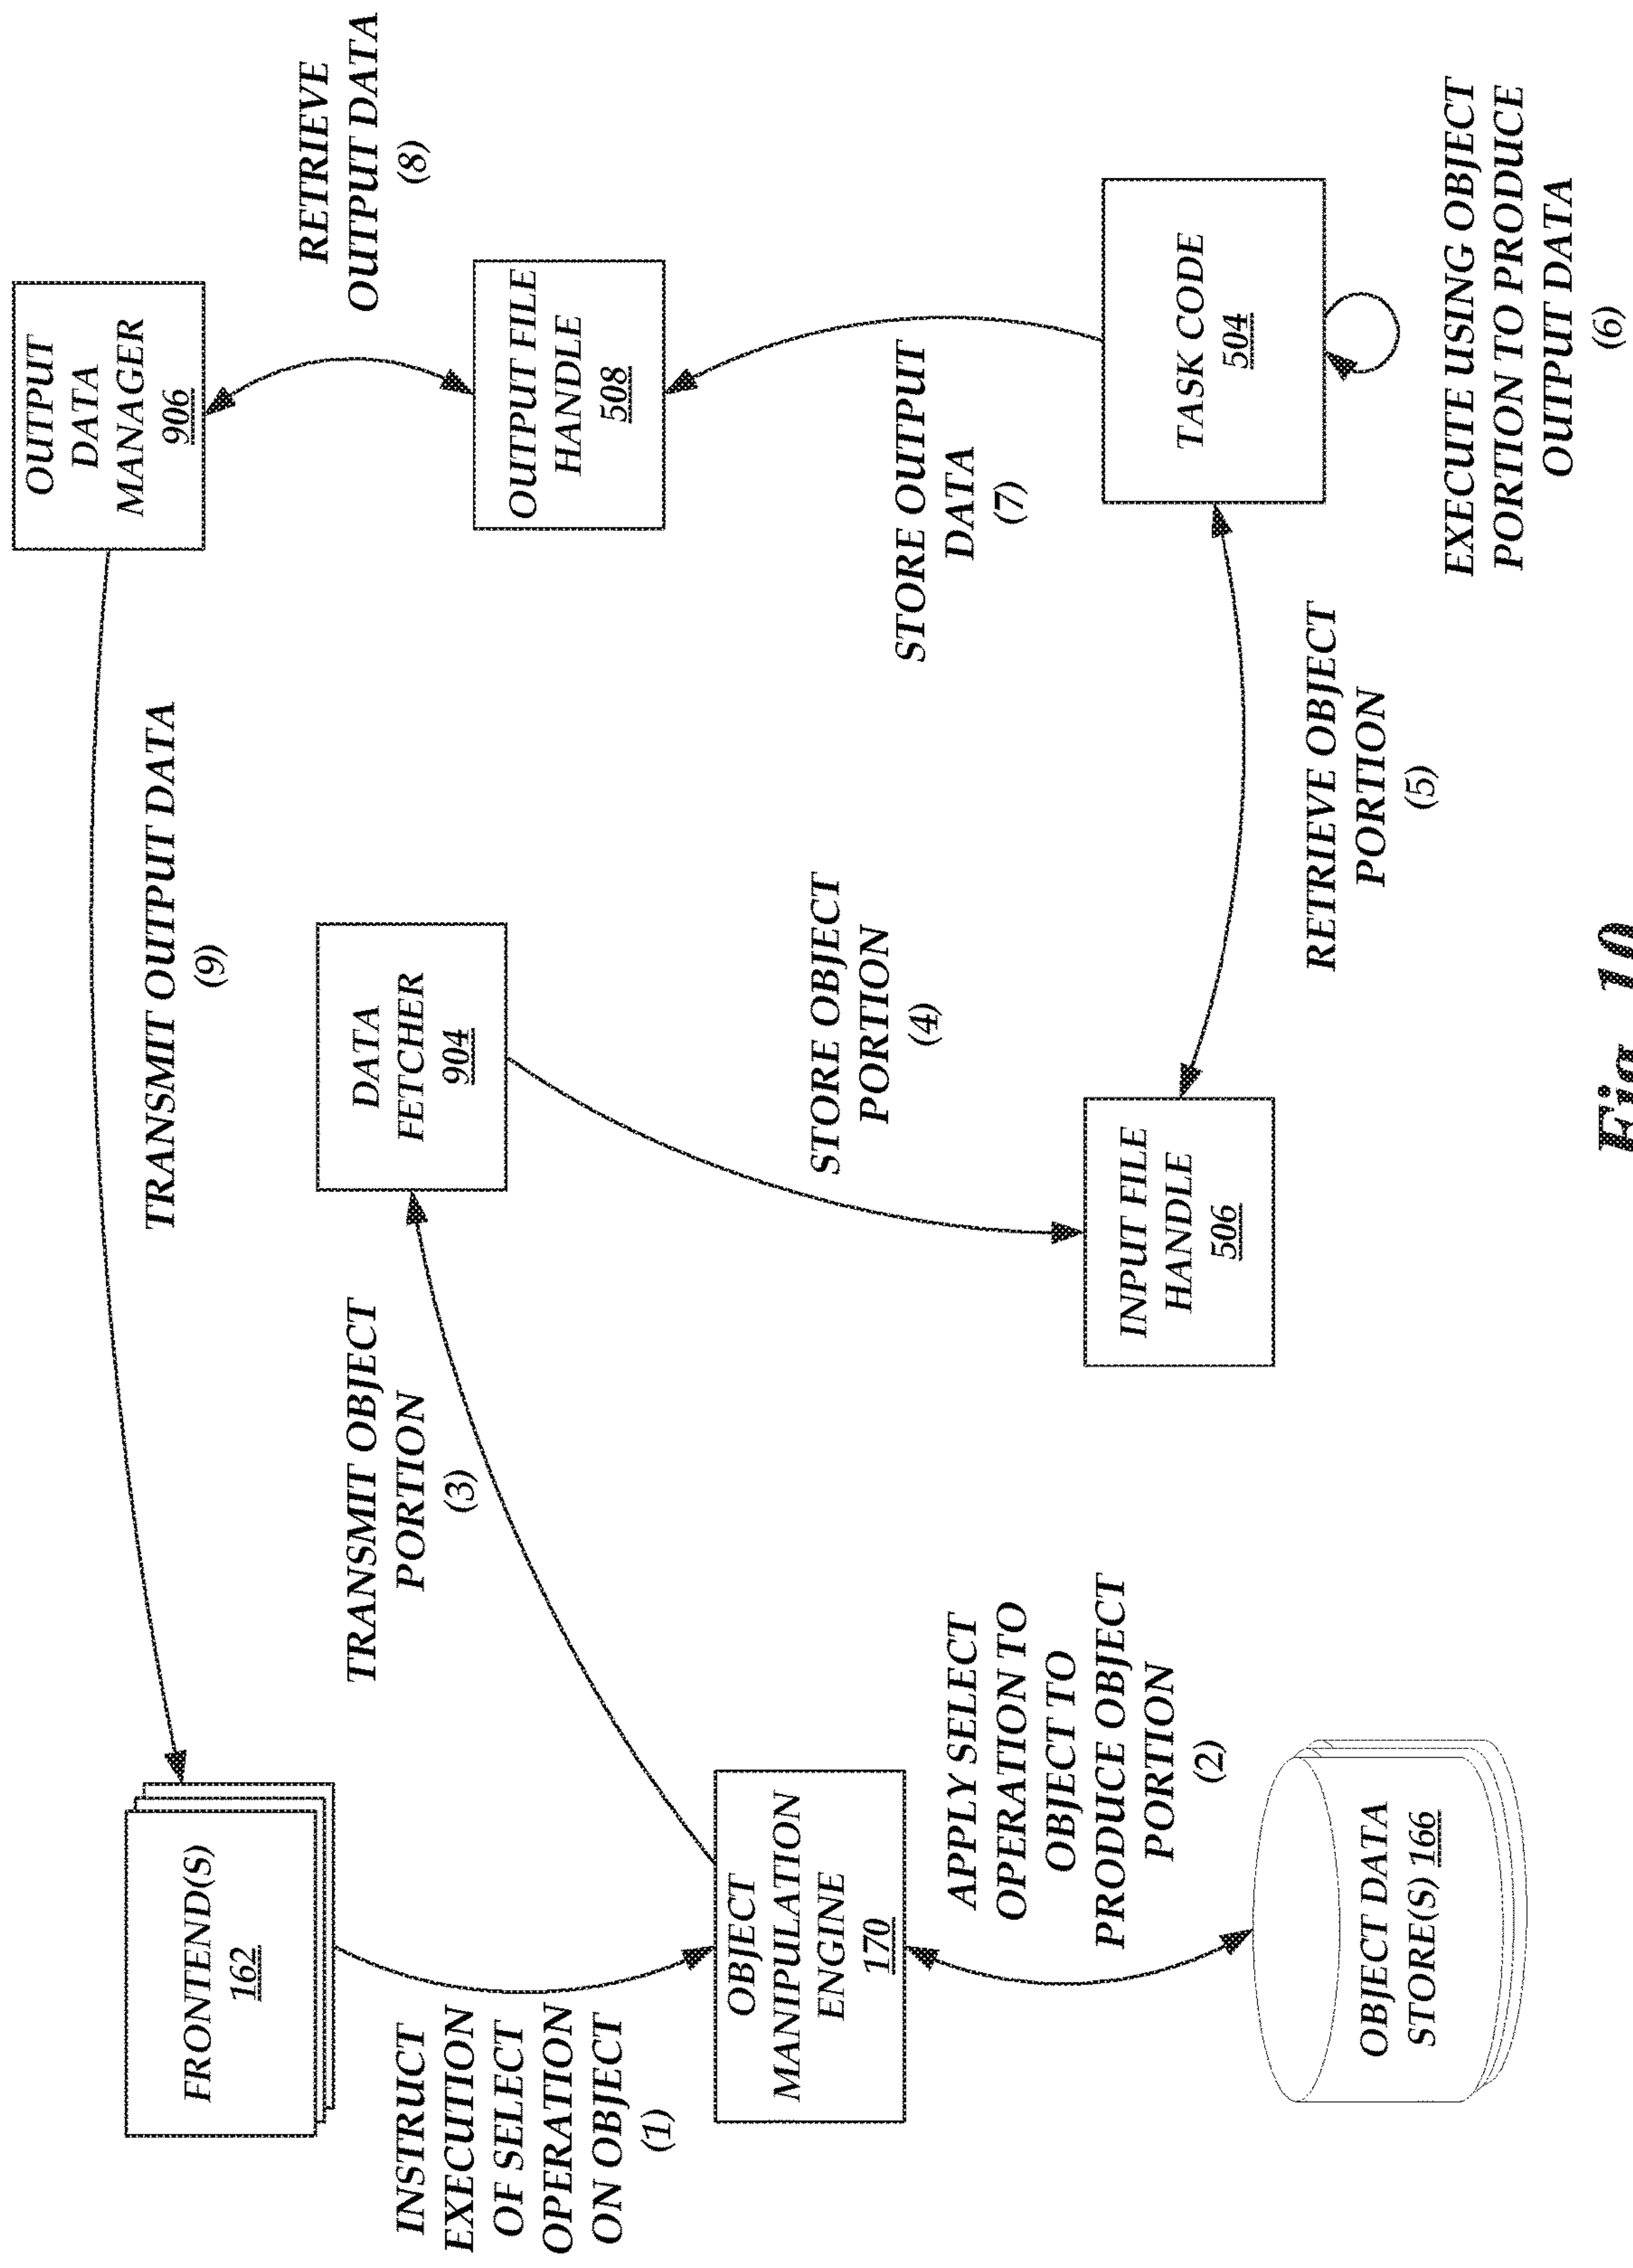 OUTPUT
DATA
MANAGER
906
RETRIEVE
OUTPUT DATA
(8)
TRANSMIT OUTPUT DATA
(9)
OUTPUT FILE
HANDLE
508
FRONTEND(S)
162
DATA
FETCHER
904
TRANSMIT OBJECT
PORTION
(3)
STORE OUTPUT
DATA
(7)
INSTRUCT
EXECUTION
OF SELECT
OPERATION
ON OBJECT
(1)
STORE OBJECT
PORTION
(4)
TASK CODE
504
OBJECT
MANIPULATION
ENGINE
170
INPUT FILE
HANDLE
506
RETRIEVE OBJECT
PORTION
(5)
EXECUTE USING OBJECT
PORTION TO PRODUCE
OUTPUT DATA
(6)
APPLY SELECT
OPERATION TO
OBJECT TO
PRODUCE OBJECT
PORTION
(2)
OBJECT DATA
STORE(S) 166
Fig. 10